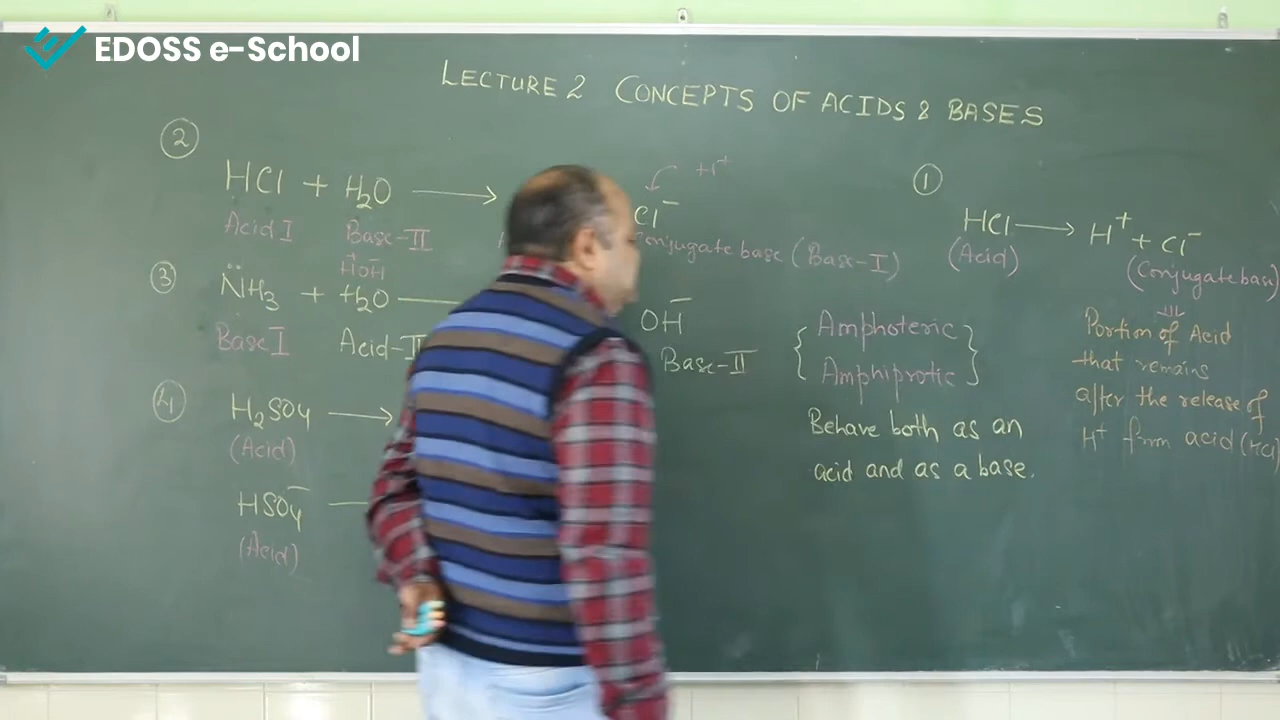 EDOSS e-School
LECTURE 2 CONCEPTS OF ACIDS & BASES
②
HCl + H₂O ⟶ Cl⁻
+H⁺
Acid I Base-II Conjugate base (Base-I)
H⁺OH⁻
③ N̈H₃ + H₂O OH⁻
Base I Acid-II Base-II
④ H₂SO₄ ⟶
(Acid)
HSO₄⁻
(Acid)
{ Amphoteric
Amphiprotic }
Behave both as an
acid and as a base.
①
HCl ⟶ H⁺ + Cl⁻
(Acid) (Conjugate base)
Portion of Acid
that remains
after the release of
H⁺ from acid (HCl)